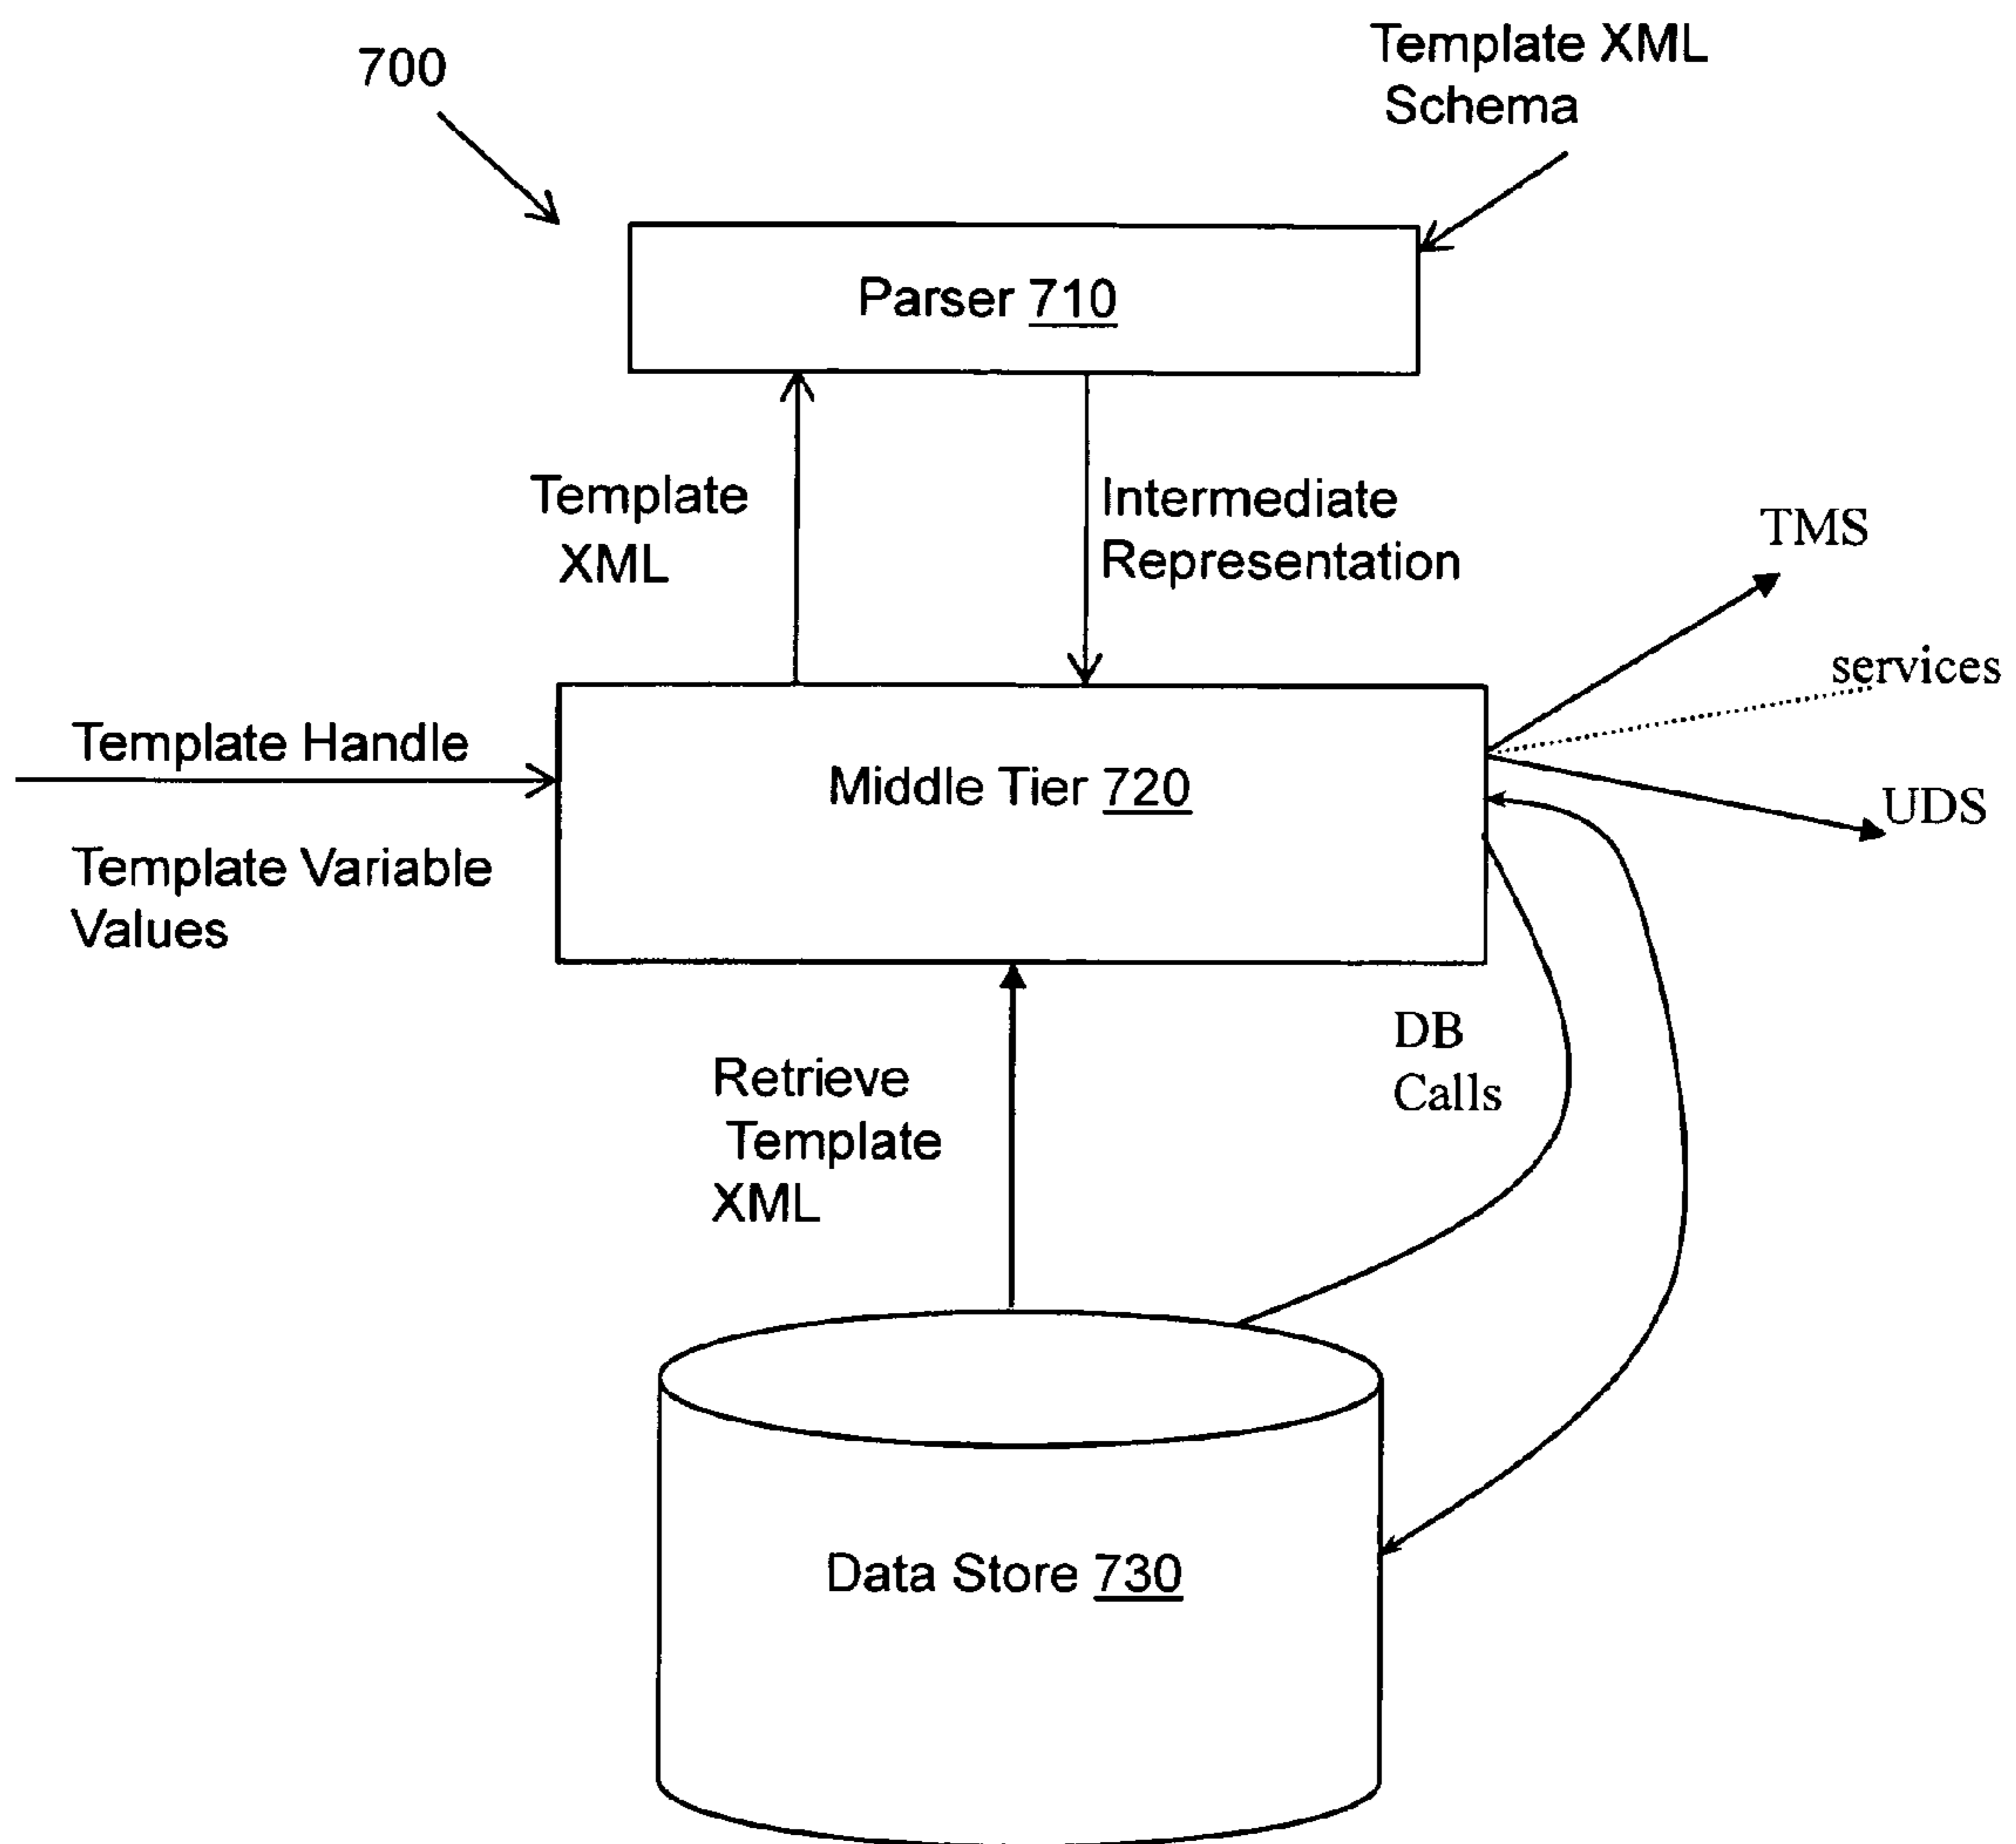 700
Template XML
Schema
Parser 710
Template
XML
Intermediate
Representation
TMS
services
UDS
Template Handle
Template Variable
Values
Middle Tier 720
DB
Calls
Retrieve
Template
XML
Data Store 730